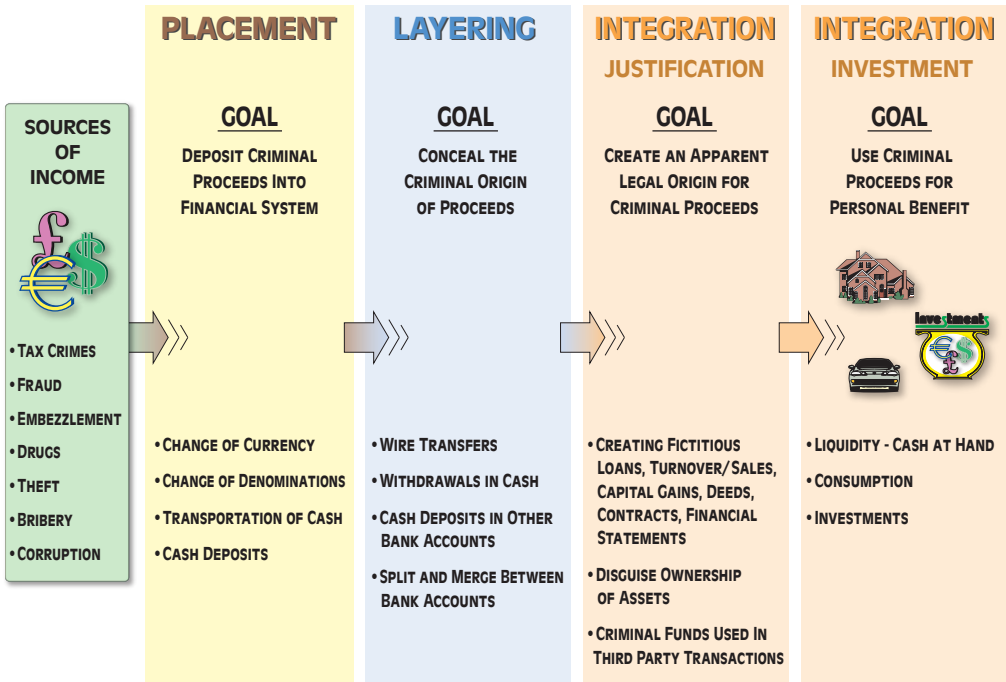 SOURCES
OF
INCOME
£
$
€
• TAX CRIMES
• FRAUD
• EMBEZZLEMENT
• DRUGS
• THEFT
• BRIBERY
• CORRUPTION
PLACEMENT
GOAL
DEPOSIT CRIMINAL
PROCEEDS INTO
FINANCIAL SYSTEM
• CHANGE OF CURRENCY
• CHANGE OF DENOMINATIONS
• TRANSPORTATION OF CASH
• CASH DEPOSITS
LAYERING
GOAL
CONCEAL THE
CRIMINAL ORIGIN
OF PROCEEDS
• WIRE TRANSFERS
• WITHDRAWALS IN CASH
• CASH DEPOSITS IN OTHER
BANK ACCOUNTS
• SPLIT AND MERGE BETWEEN
BANK ACCOUNTS
INTEGRATION
JUSTIFICATION
GOAL
CREATE AN APPARENT
LEGAL ORIGIN FOR
CRIMINAL PROCEEDS
• CREATING FICTITIOUS
LOANS, TURNOVER/SALES,
CAPITAL GAINS, DEEDS,
CONTRACTS, FINANCIAL
STATEMENTS
• DISGUISE OWNERSHIP
OF ASSETS
• CRIMINAL FUNDS USED IN
THIRD PARTY TRANSACTIONS
INTEGRATION
INVESTMENT
GOAL
USE CRIMINAL
PROCEEDS FOR
PERSONAL BENEFIT
Investments
€ $
£
• LIQUIDITY - CASH AT HAND
• CONSUMPTION
• INVESTMENTS